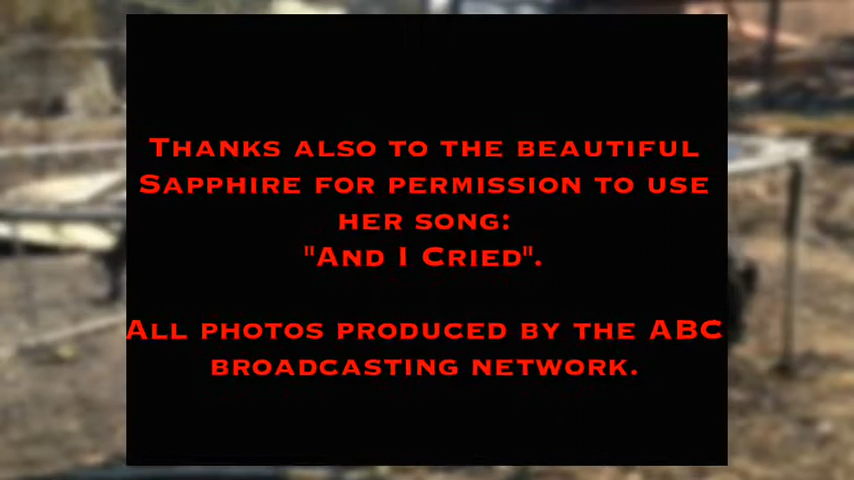 Thanks also to the beautiful
Sapphire for permission to use
her song:
"And I Cried".
All photos produced by the ABC
broadcasting network.